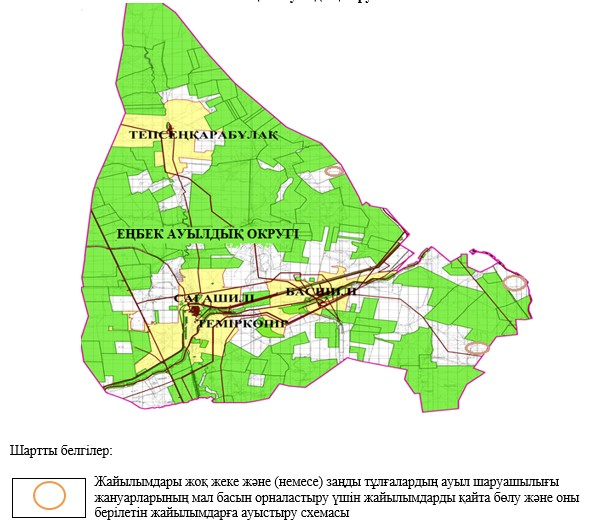 ТЕПСЕҢҚАРАБҰЛАҚ
ЕҢБЕК АУЫЛДЫҚ ОКРУГІ
САҒАШИЛІ
ТЕМІРКӨПІР
Шартты белгілер:
Жайылымдары жоқ жеке және (немесе) заңды тұлғалардың ауыл шаруашылығы
жануарларының мал басын орналастыру үшін жайылымдарды қайта бөлу және оны
берілетін жайылымдарға ауыстыру схемасы